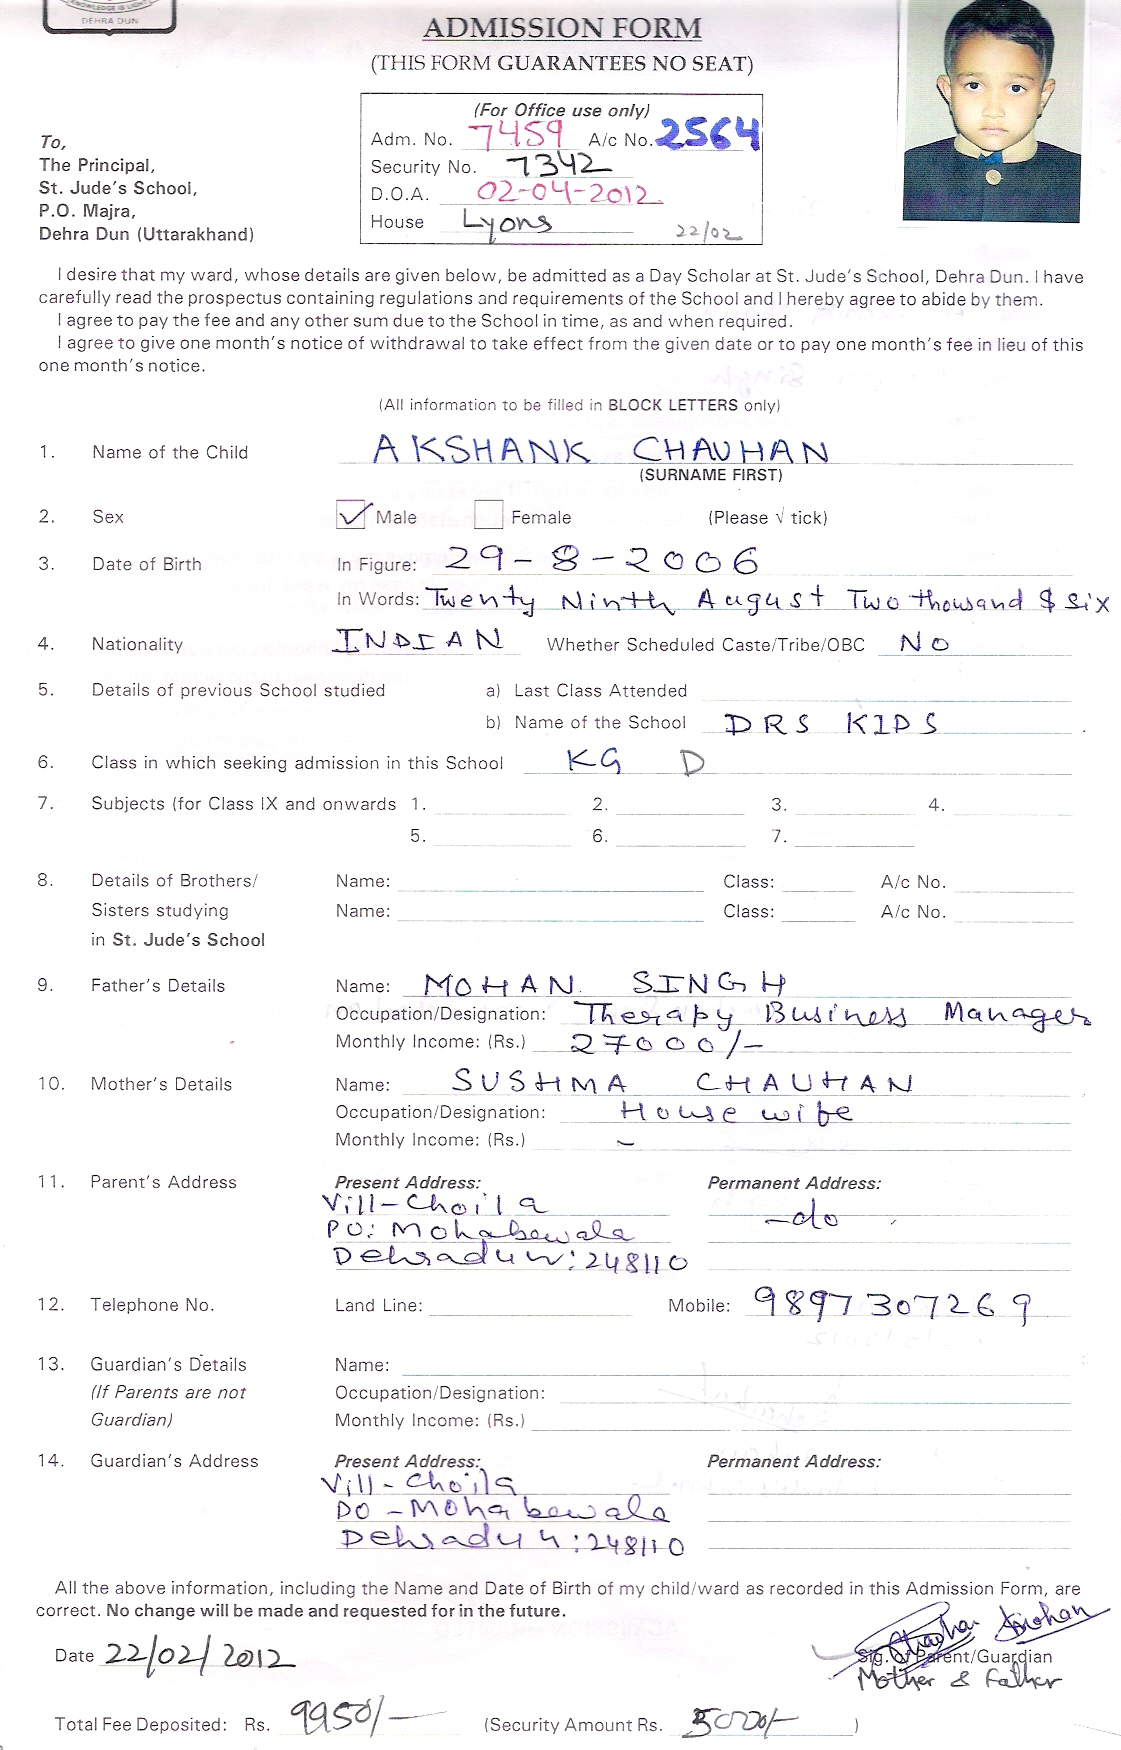 KNOWLEDGE IS LIGHT
DEHRA DUN
ADMISSION FORM
(THIS FORM GUARANTEES NO SEAT)
(For Office use only)
Adm. No. 7459 A/c No. 2564
Security No. 7342
D.O.A. 02-04-2012
House Lyons 22/02
To,
The Principal,
St. Jude's School,
P.O. Majra,
Dehra Dun (Uttarakhand)
I desire that my ward, whose details are given below, be admitted as a Day Scholar at St. Jude's School, Dehra Dun. I have
carefully read the prospectus containing regulations and requirements of the School and I hereby agree to abide by them.
I agree to pay the fee and any other sum due to the School in time, as and when required.
I agree to give one month's notice of withdrawal to take effect from the given date or to pay one month's fee in lieu of this
one month's notice.
(All information to be filled in BLOCK LETTERS only)
1. Name of the Child AKSHANK CHAUHAN
(SURNAME FIRST)
2. Sex Male Female (Please √ tick)
3. Date of Birth In Figure: 29-8-2006
In Words: Twenty Ninth August Two thousand & Six
4. Nationality INDIAN Whether Scheduled Caste/Tribe/OBC NO
5. Details of previous School studied a) Last Class Attended
b) Name of the School DRS KIDS
6. Class in which seeking admission in this School KG D
7. Subjects (for Class IX and onwards 1. 2. 3. 4.
5. 6. 7.
8. Details of Brothers/ Name: Class: A/c No.
Sisters studying Name: Class: A/c No.
in St. Jude's School
9. Father's Details Name: MOHAN SINGH
Occupation/Designation: Therapy Business Manager
Monthly Income: (Rs.) 27000/-
10. Mother's Details Name: SUSHMA CHAUHAN
Occupation/Designation: House wife
Monthly Income: (Rs.) -
11. Parent's Address Present Address: Permanent Address:
Vill-Choila -do
PO: Mohabewala
Dehradun: 248110
12. Telephone No. Land Line: Mobile: 9897307269
13. Guardian's Details Name:
(If Parents are not Occupation/Designation:
Guardian) Monthly Income: (Rs.)
14. Guardian's Address Present Address: Permanent Address:
Vill-Choila
PO-Mohabewala
Dehradun: 248110
All the above information, including the Name and Date of Birth of my child/ward as recorded in this Admission Form, are
correct. No change will be made and requested for in the future.
Date 22/02/2012 Sig. of Parent/Guardian
Mother & Father
Total Fee Deposited: Rs. 9950/- (Security Amount Rs. 5000/- )